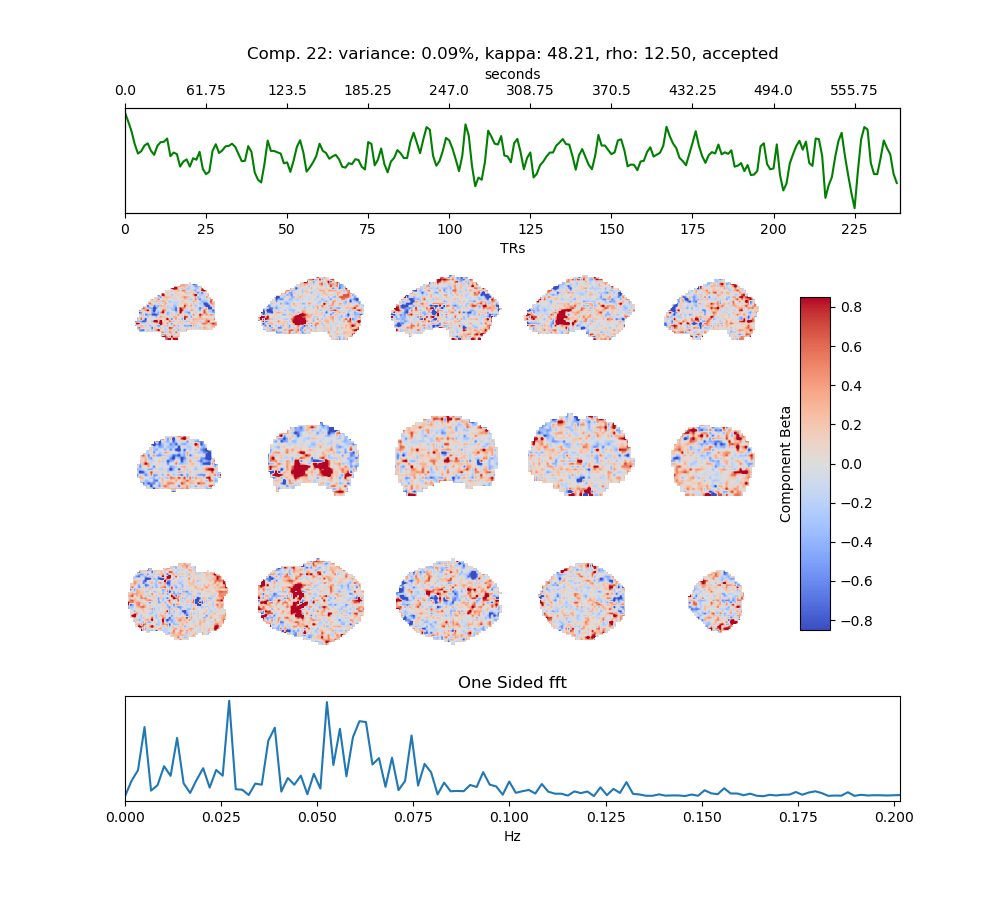 Comp. 22: variance: 0.09%, kappa: 48.21, rho: 12.50, accepted
seconds
0.0 61.75 123.5 185.25 247.0 308.75 370.5 432.25 494.0 555.75
0 25 50 75 100 125 150 175 200 225
TRs
0.8
0.6
0.4
0.2
0.0
−0.2
−0.4
−0.6
−0.8
Component Beta
One Sided fft
0.000 0.025 0.050 0.075 0.100 0.125 0.150 0.175 0.200
Hz